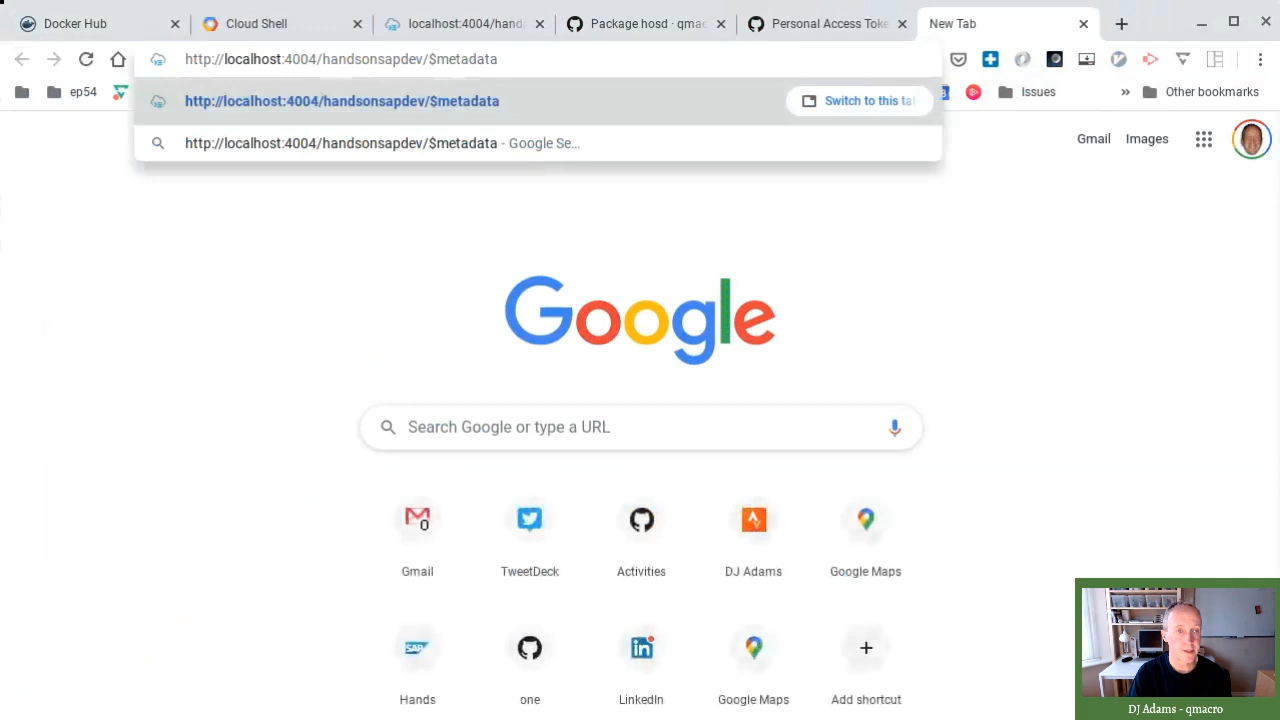 Docker Hub
Cloud Shell
localhost:4004/hand
Package hosd · qmac
Personal Access Toke
New Tab
http://localhost:4004/handsonsapdev/$metadata
ep54
Issues
»
Other bookmarks
http://localhost:4004/handsonsapdev/$metadata
Switch to this ta
http://localhost:4004/handsonsapdev/$metadata - Google Se...
Gmail
Images
Google
Search Google or type a URL
0
Gmail
TweetDeck
Activities
DJ Adams
Google Maps
SAP
in
Hands
one
LinkedIn
Google Maps
Add shortcut
DJ Adams - qmacro